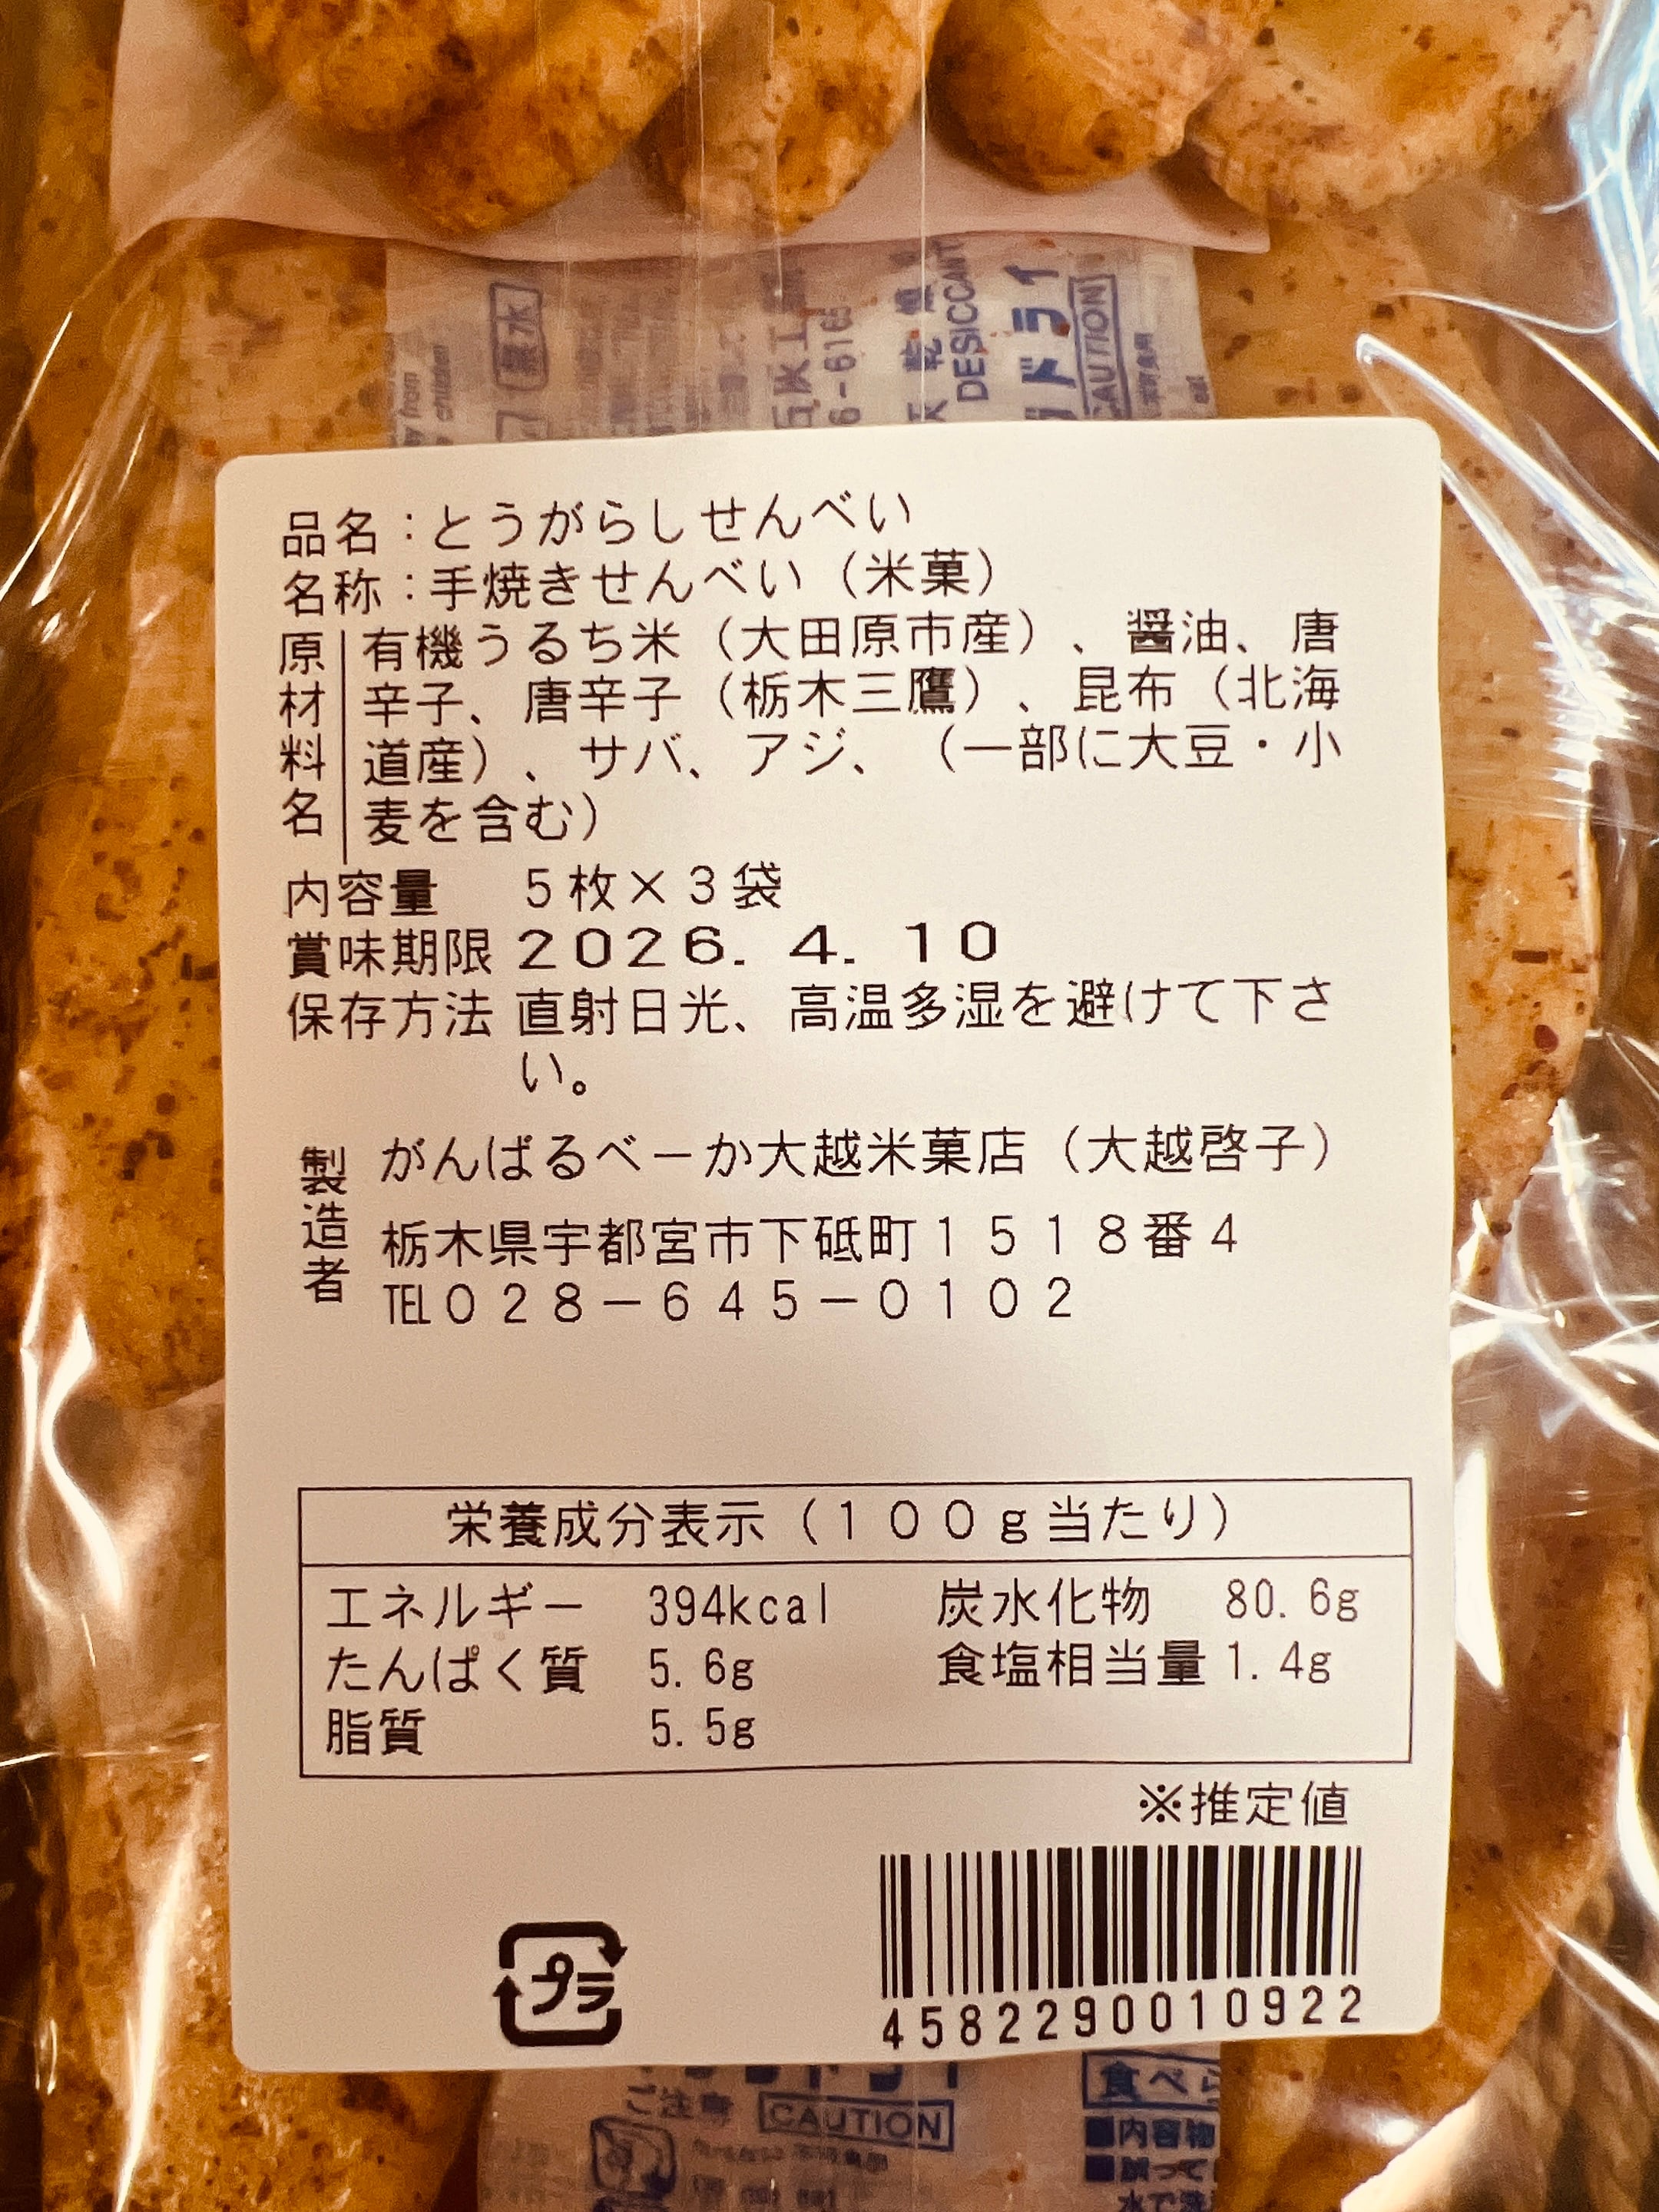 無水
DESICCANT
CAUTION
品名：とうがらしせんべい
名称：手焼きせんべい（米菓）
原材料名
有機うるち米（大田原市産）、醤油、唐
辛子、唐辛子（栃木三鷹）、昆布（北海
道産）、サバ、アジ、（一部に大豆・小
麦を含む）
内容量　5枚×3袋
賞味期限 2026. 4. 10
保存方法 直射日光、高温多湿を避けて下さ
い。
製造者
がんばるべーか大越米菓店（大越啓子）
栃木県宇都宮市下砥町１５１８番４
TEL０２８－６４５－０１０２
栄養成分表示（１００ｇ当たり）
エネルギー 394kcal 炭水化物 80.6g
たんぱく質 5.6g 食塩相当量 1.4g
脂質 5.5g
※推定値
プラ
4582290010922
ご注意 CAUTION
食べ
■内容物